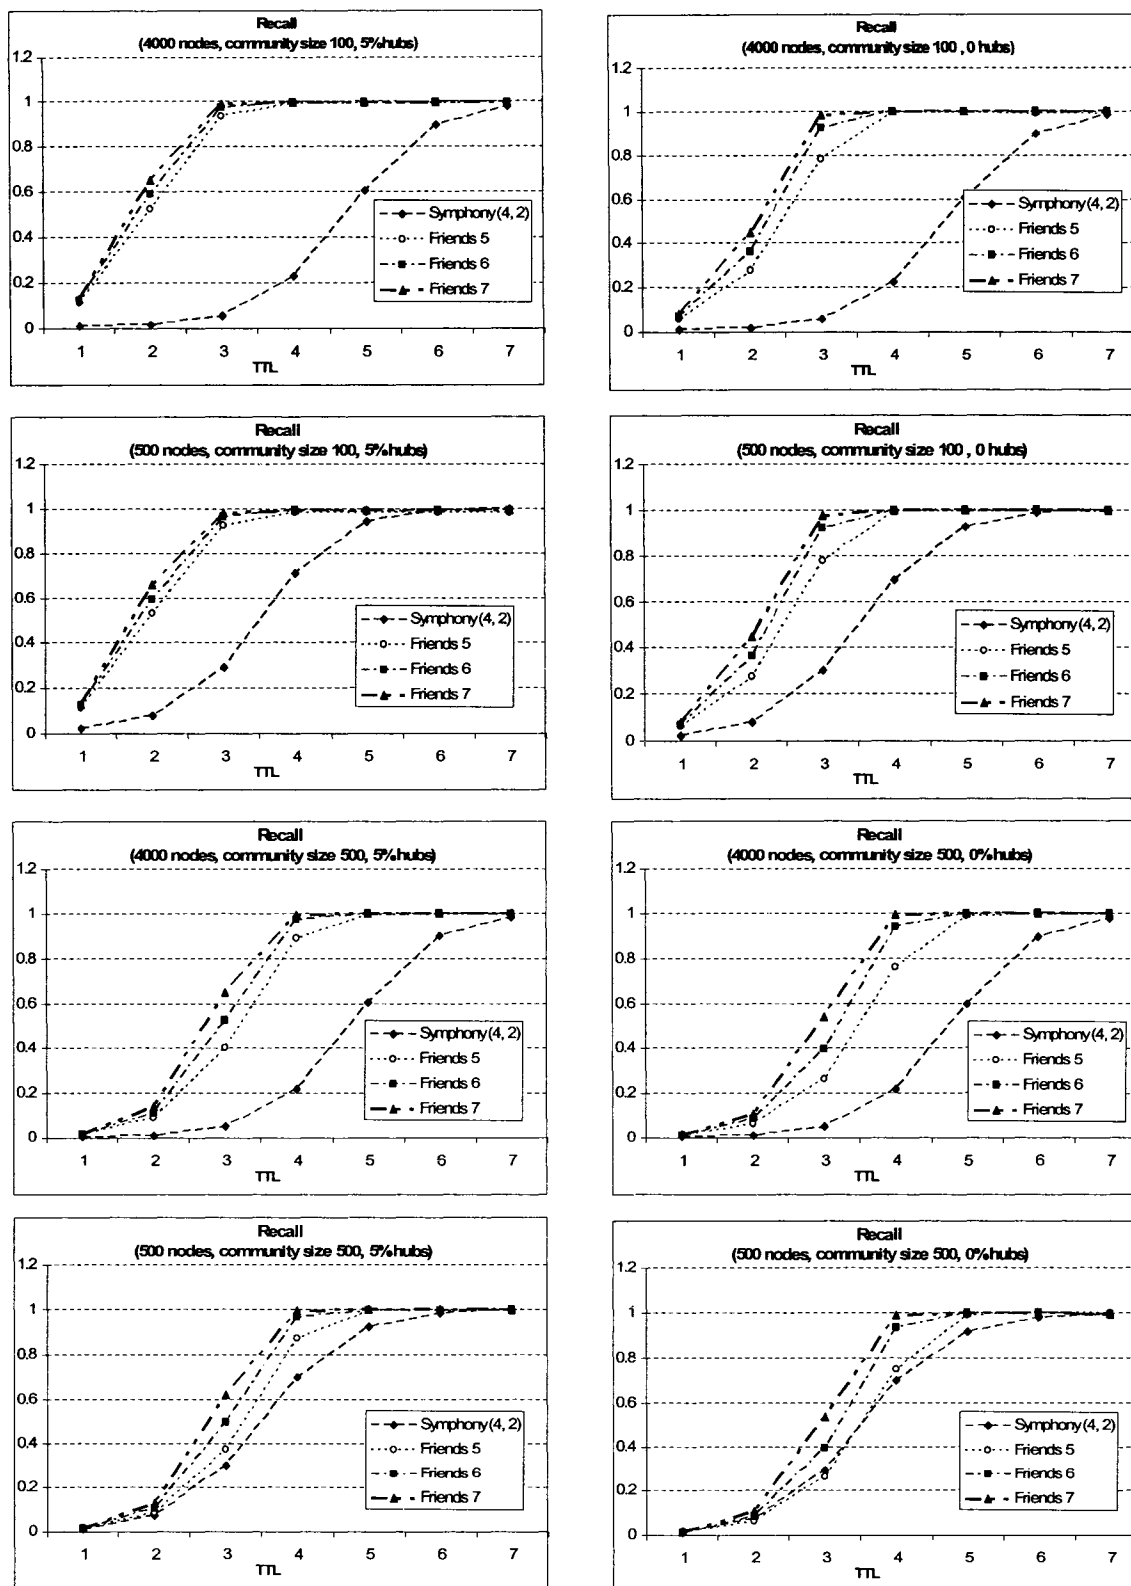 Recall
(4000 nodes, community size 100, 5% hubs)
1.2
1
0.8
0.6
0.4
0.2
0
Symphony(4, 2)
Friends 5
Friends 6
Friends 7
1 2 3 4 5 6 7
TTL
Recall
(4000 nodes, community size 100 , 0 hubs)
1.2
1
0.8
0.6
0.4
0.2
0
Symphony(4, 2)
Friends 5
Friends 6
Friends 7
1 2 3 4 5 6 7
TTL
Recall
(500 nodes, community size 100, 5% hubs)
1.2
1
0.8
0.6
0.4
0.2
0
Symphony(4, 2)
Friends 5
Friends 6
Friends 7
1 2 3 4 5 6 7
TTL
Recall
(500 nodes, community size 100 , 0 hubs)
1.2
1
0.8
0.6
0.4
0.2
0
Symphony(4, 2)
Friends 5
Friends 6
Friends 7
1 2 3 4 5 6 7
TTL
Recall
(4000 nodes, community size 500, 5% hubs)
1.2
1
0.8
0.6
0.4
0.2
0
Symphony(4, 2)
Friends 5
Friends 6
Friends 7
1 2 3 4 5 6 7
TTL
Recall
(4000 nodes, community size 500, 0% hubs)
1.2
1
0.8
0.6
0.4
0.2
0
Symphony(4, 2)
Friends 5
Friends 6
Friends 7
1 2 3 4 5 6 7
TTL
Recall
(500 nodes, community size 500, 5% hubs)
1.2
1
0.8
0.6
0.4
0.2
0
Symphony(4, 2)
Friends 5
Friends 6
Friends 7
1 2 3 4 5 6 7
TTL
Recall
(500 nodes, community size 500, 0% hubs)
1.2
1
0.8
0.6
0.4
0.2
0
Symphony(4, 2)
Friends 5
Friends 6
Friends 7
1 2 3 4 5 6 7
TTL